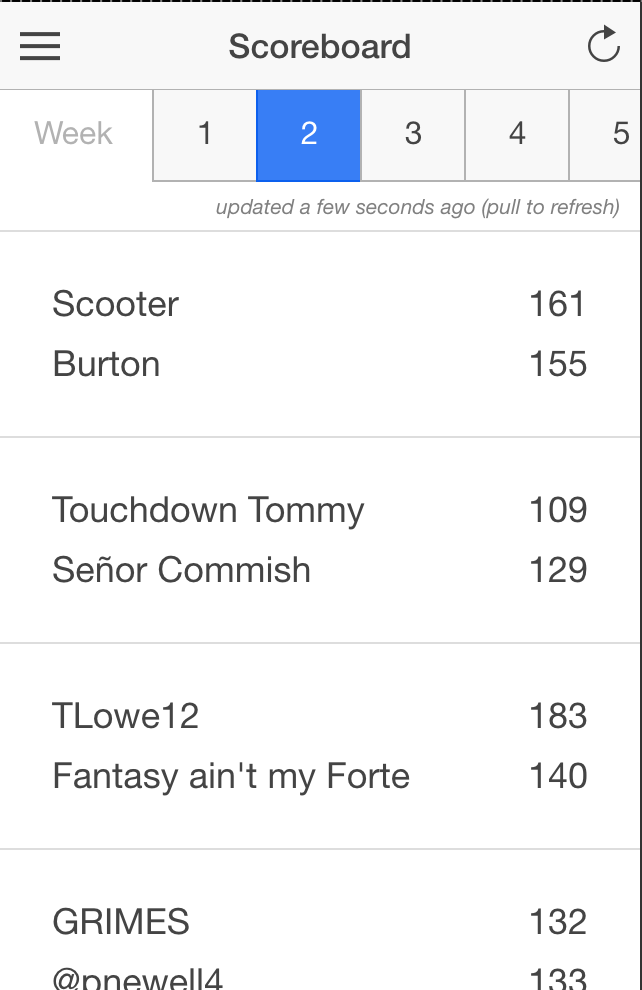 Scoreboard
Week 1 2 3 4 5
updated a few seconds ago (pull to refresh)
Scooter 161
Burton 155
Touchdown Tommy 109
Señor Commish 129
TLowe12 183
Fantasy ain't my Forte 140
GRIMES 132
@pnewell4 133